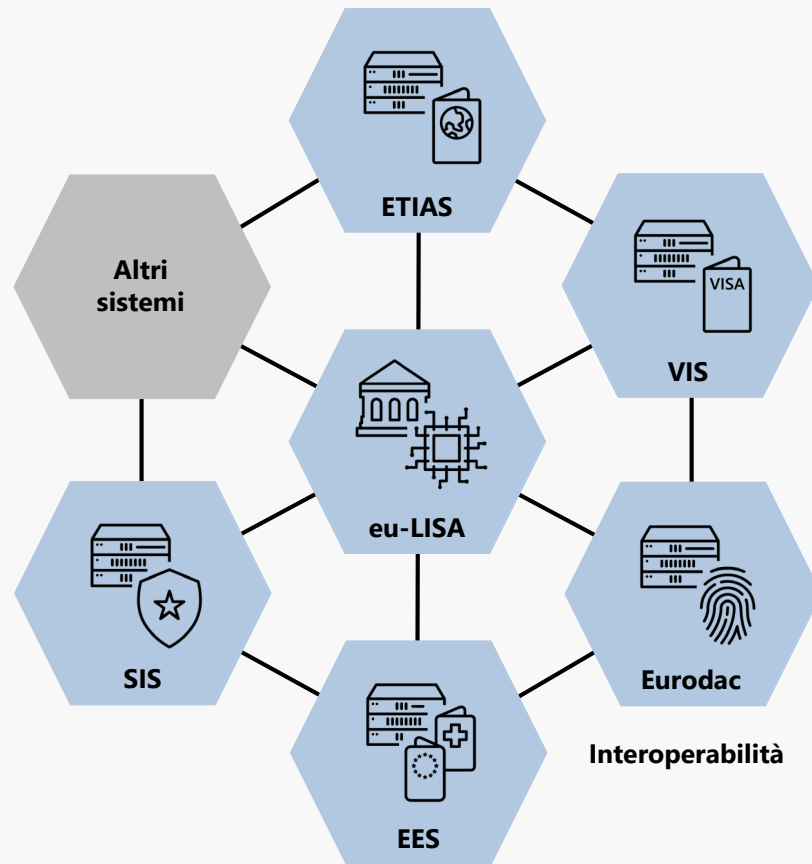 ETIAS
Altri
sistemi
VISA
VIS
eu-LISA
SIS
Eurodac
Interoperabilità
EES